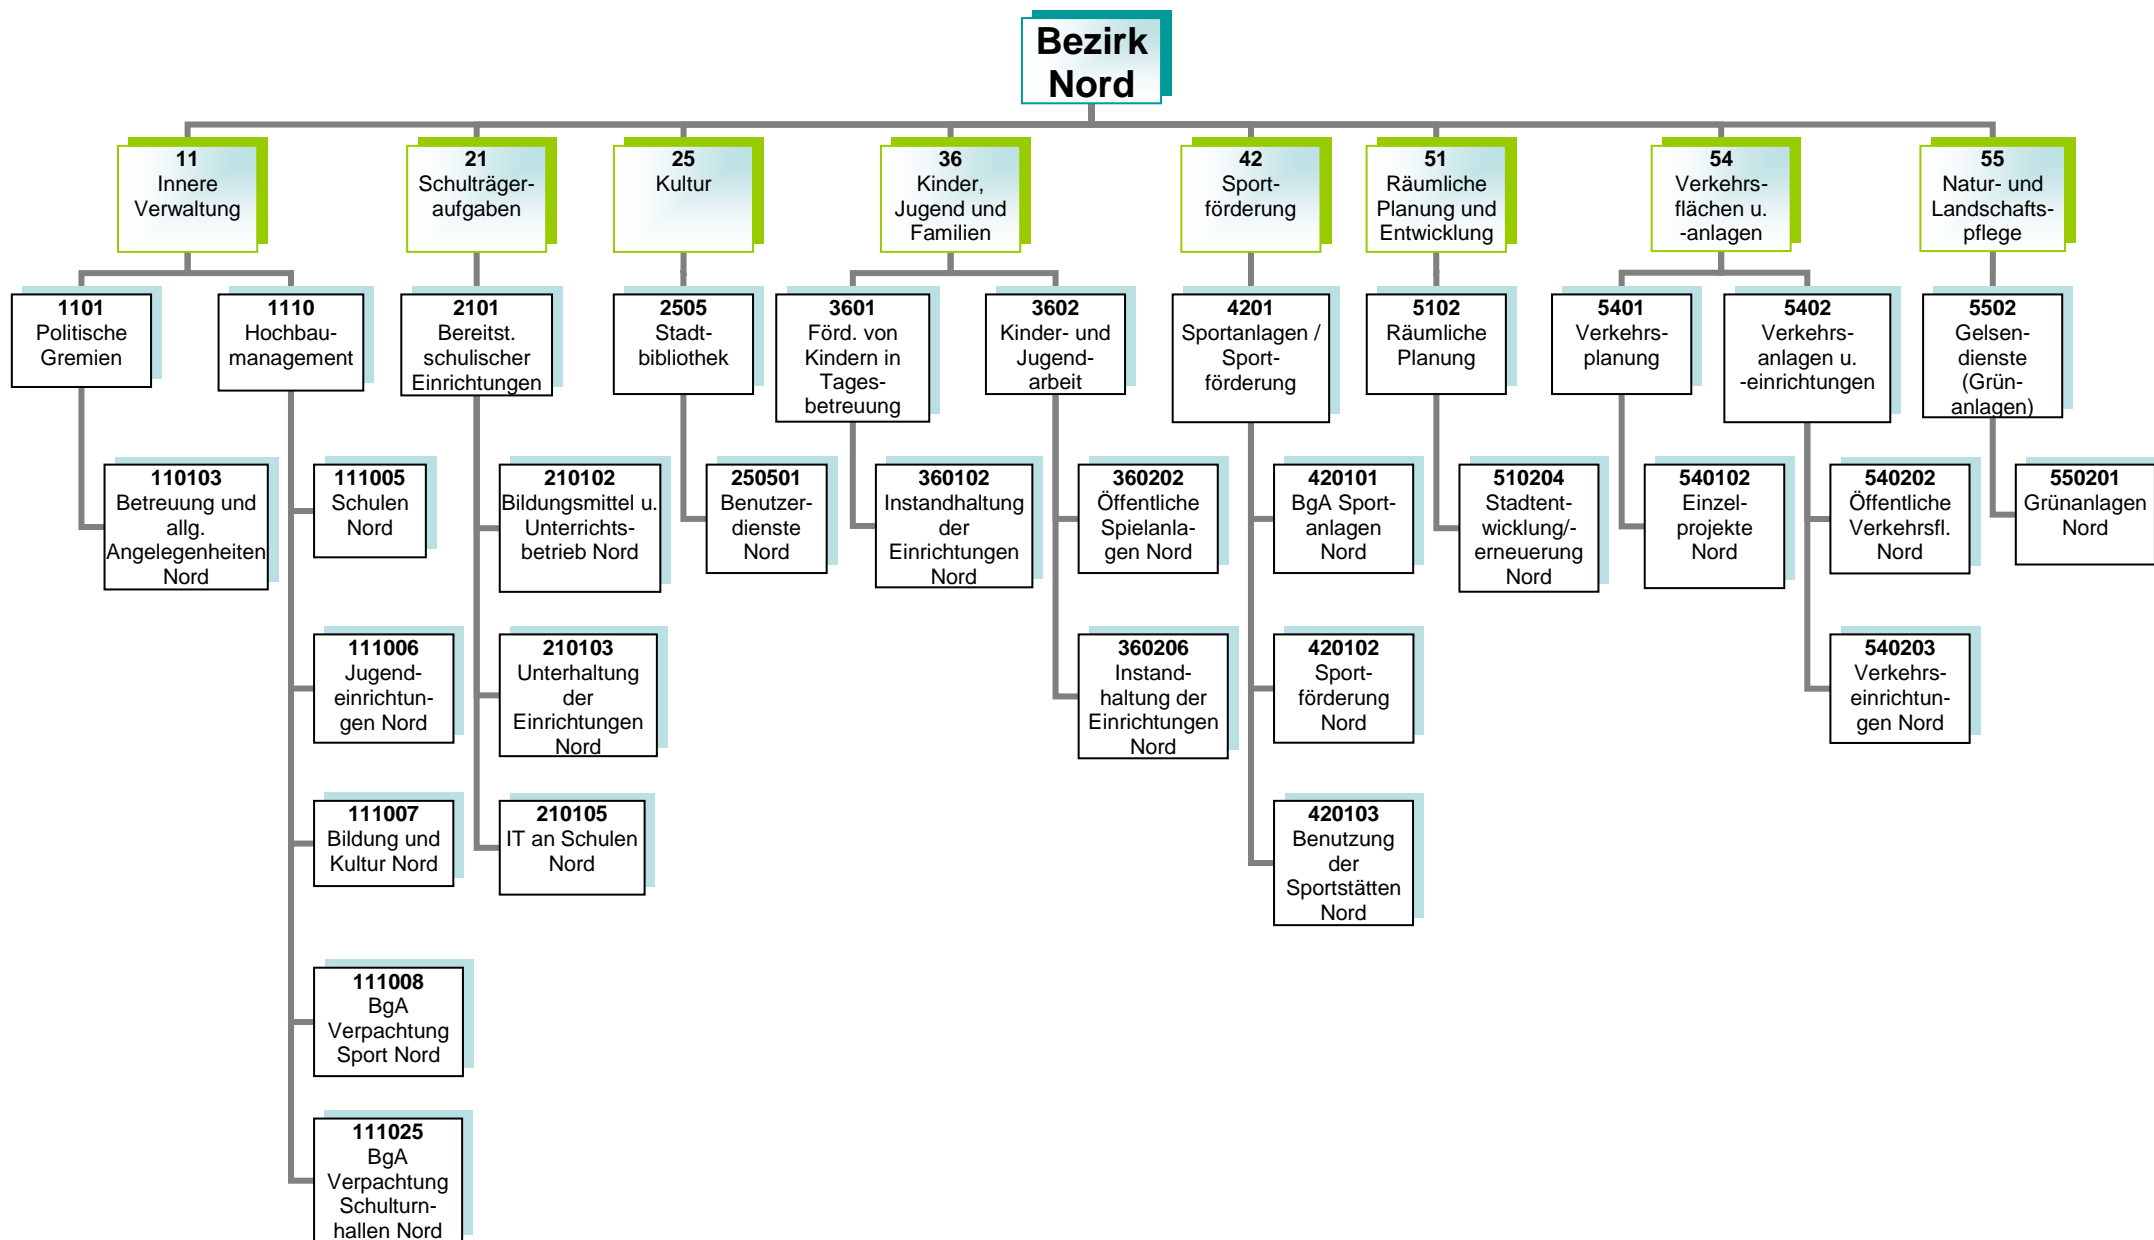 Bezirk
Nord
11
Innere
Verwaltung
21
Schulträger-
aufgaben
25
Kultur
36
Kinder,
Jugend und
Familien
42
Sport-
förderung
51
Räumliche
Planung und
Entwicklung
54
Verkehrs-
flächen u.
-anlagen
55
Natur- und
Landschafts-
pflege
1101
Politische
Gremien
1110
Hochbau-
management
2101
Bereitst.
schulischer
Einrichtungen
2505
Stadt-
bibliothek
3601
Förd. von
Kindern in
Tages-
betreuung
3602
Kinder- und
Jugend-
arbeit
4201
Sportanlagen /
Sport-
förderung
5102
Räumliche
Planung
5401
Verkehrs-
planung
5402
Verkehrs-
anlagen u.
-einrichtungen
5502
Gelsen-
dienste
(Grün-
anlagen)
110103
Betreuung und
allg.
Angelegenheiten
Nord
111005
Schulen
Nord
210102
Bildungsmittel u.
Unterrichts-
betrieb Nord
250501
Benutzer-
dienste
Nord
360102
Instandhaltung
der
Einrichtungen
Nord
360202
Öffentliche
Spielanla-
gen Nord
420101
BgA Sport-
anlagen
Nord
510204
Stadtent-
wicklung/-
erneuerung
Nord
540102
Einzel-
projekte
Nord
540202
Öffentliche
Verkehrsfl.
Nord
550201
Grünanlagen
Nord
111006
Jugend-
einrichtun-
gen Nord
210103
Unterhaltung
der
Einrichtungen
Nord
360206
Instand-
haltung der
Einrichtungen
Nord
420102
Sport-
förderung
Nord
540203
Verkehrs-
einrichtun-
gen Nord
111007
Bildung und
Kultur Nord
210105
IT an Schulen
Nord
420103
Benutzung
der
Sportstätten
Nord
111008
BgA
Verpachtung
Sport Nord
111025
BgA
Verpachtung
Schulturn-
hallen Nord